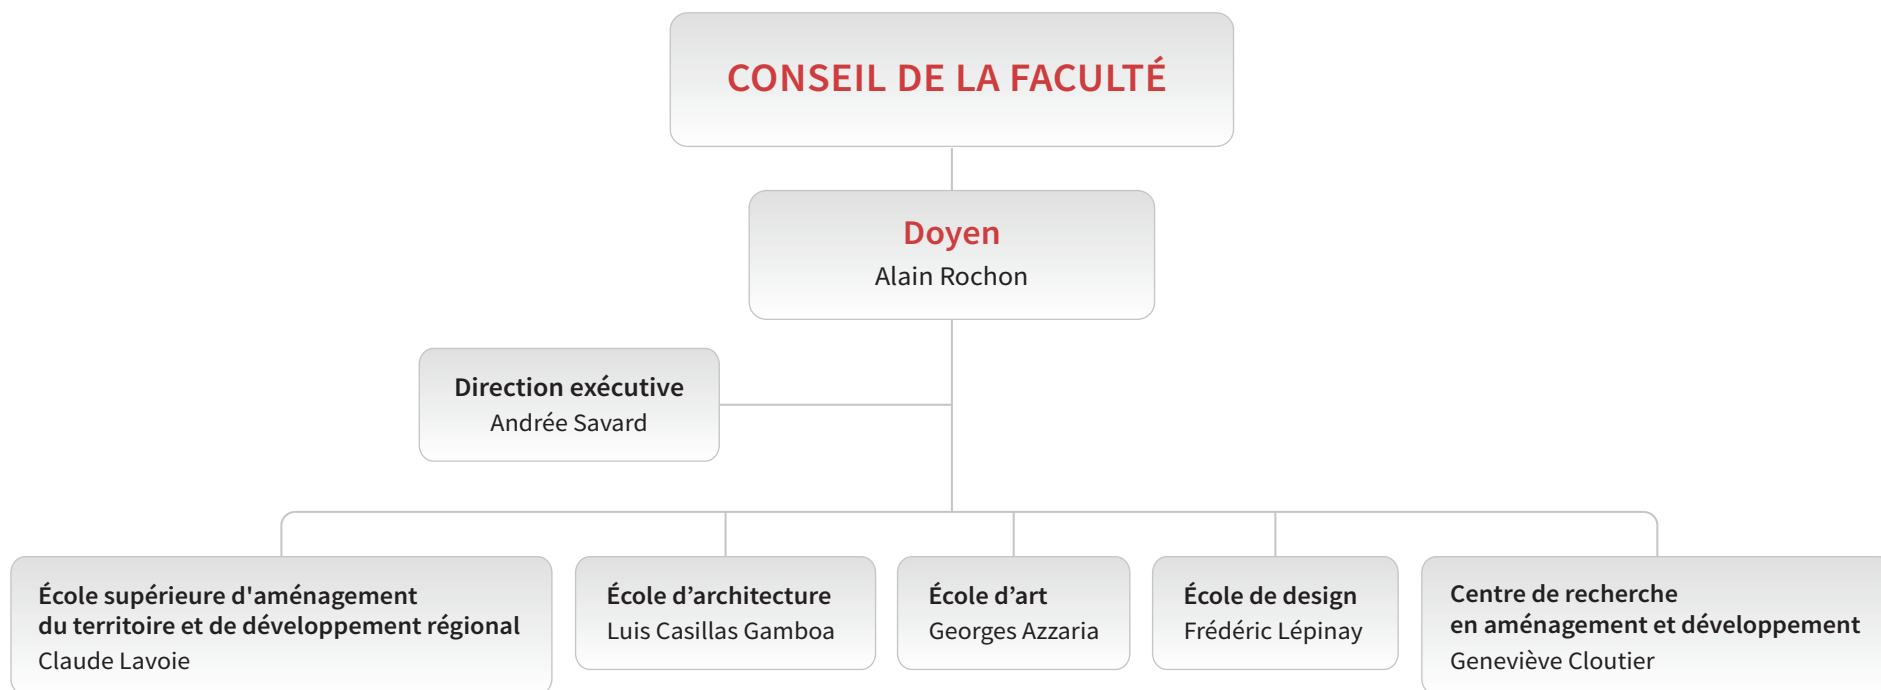 CONSEIL DE LA FACULTÉ
Doyen
Alain Rochon
Direction exécutive
Andrée Savard
École supérieure d'aménagement
du territoire et de développement régional
Claude Lavoie
École d’architecture
Luis Casillas Gamboa
École d’art
Georges Azzaria
École de design
Frédéric Lépinay
Centre de recherche
en aménagement et développement
Geneviève Cloutier